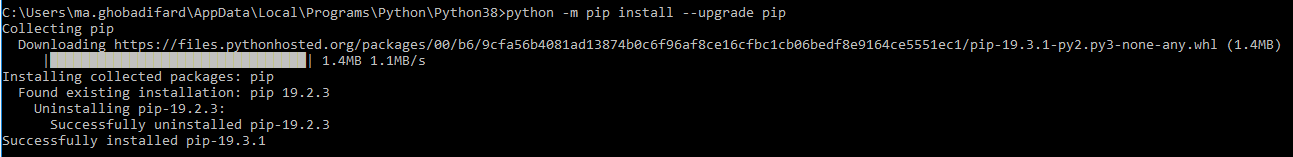 C:\Users\ma.ghobadifard\AppData\Local\Programs\Python\Python38>python -m pip install --upgrade pip
Collecting pip
Downloading https://files.pythonhosted.org/packages/00/b6/9cfa56b4081ad13874b0c6f96af8ce16cfbc1cb06bedf8e9164ce5551ec1/pip-19.3.1-py2.py3-none-any.whl (1.4MB)
|████████████████████████████████| 1.4MB 1.1MB/s
Installing collected packages: pip
Found existing installation: pip 19.2.3
Uninstalling pip-19.2.3:
Successfully uninstalled pip-19.2.3
Successfully installed pip-19.3.1